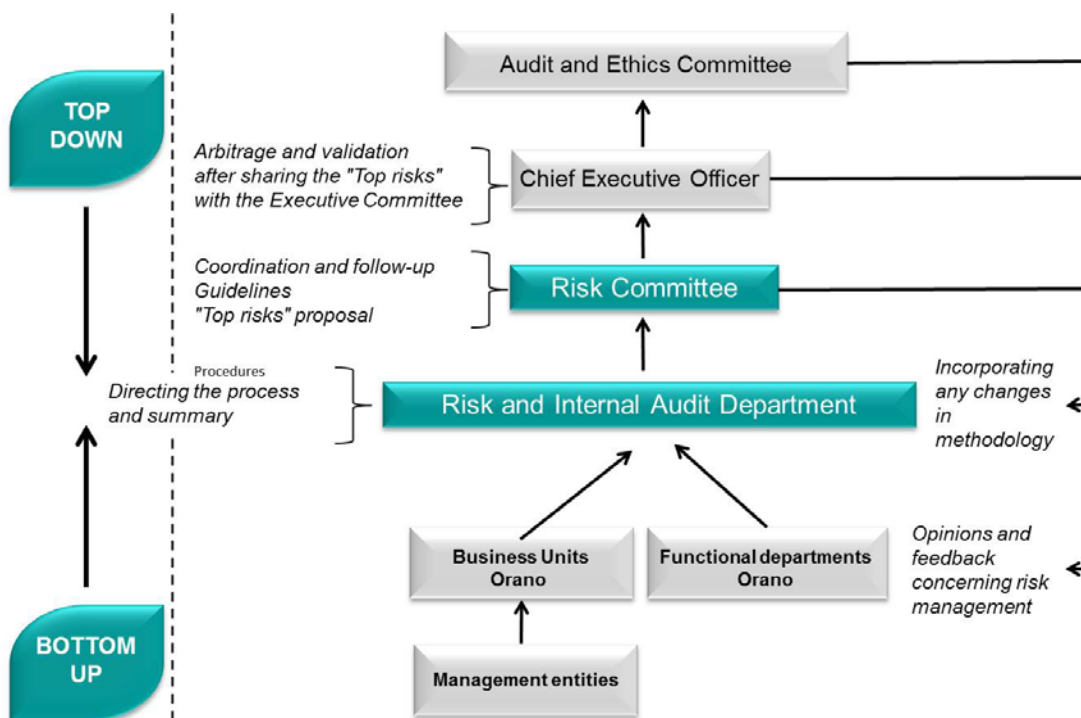 Audit and Ethics Committee
TOP
DOWN
Arbitrage and validation
after sharing the "Top risks"
with the Executive Committee
Chief Executive Officer
Coordination and follow-up
Guidelines
"Top risks" proposal
Risk Committee
Procedures
Directing the process
and summary
Risk and Internal Audit Department
Incorporating
any changes
in
methodology
Business Units
Orano
Functional departments
Orano
Opinions and
feedback
concerning risk
management
BOTTOM
UP
Management entities